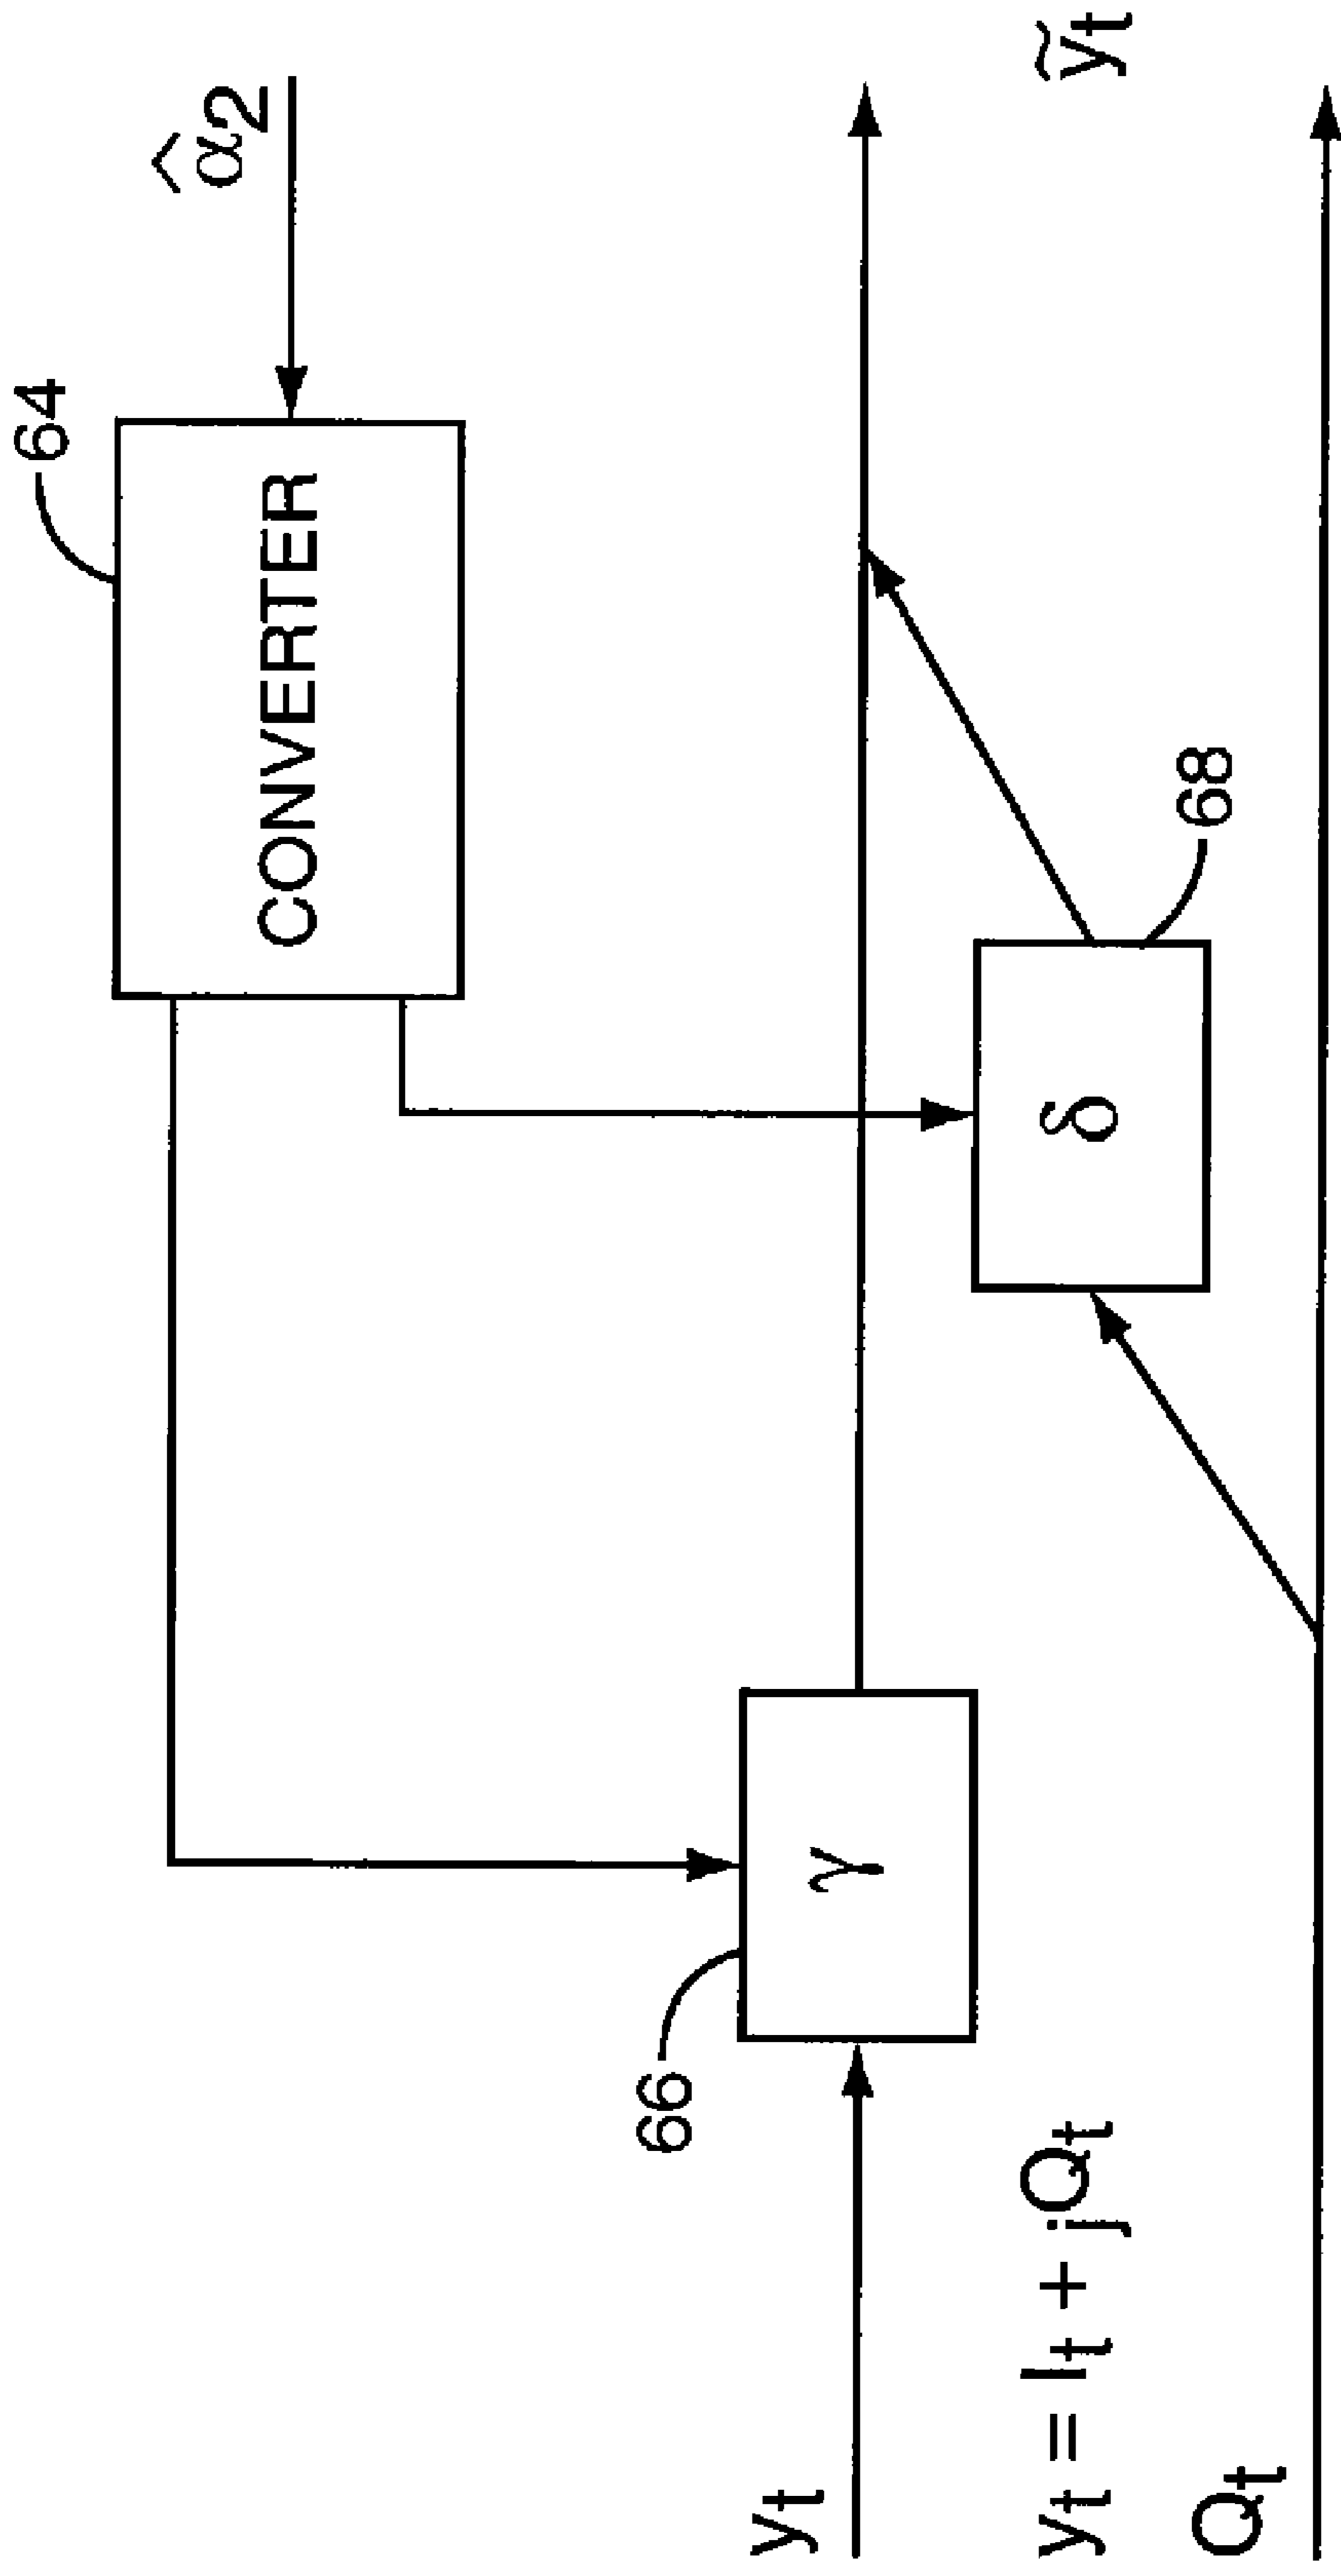 64
α̂₂
CONVERTER
66
yₜ
γ
ỹₜ
yₜ = Iₜ + jQₜ
δ
68
Qₜ